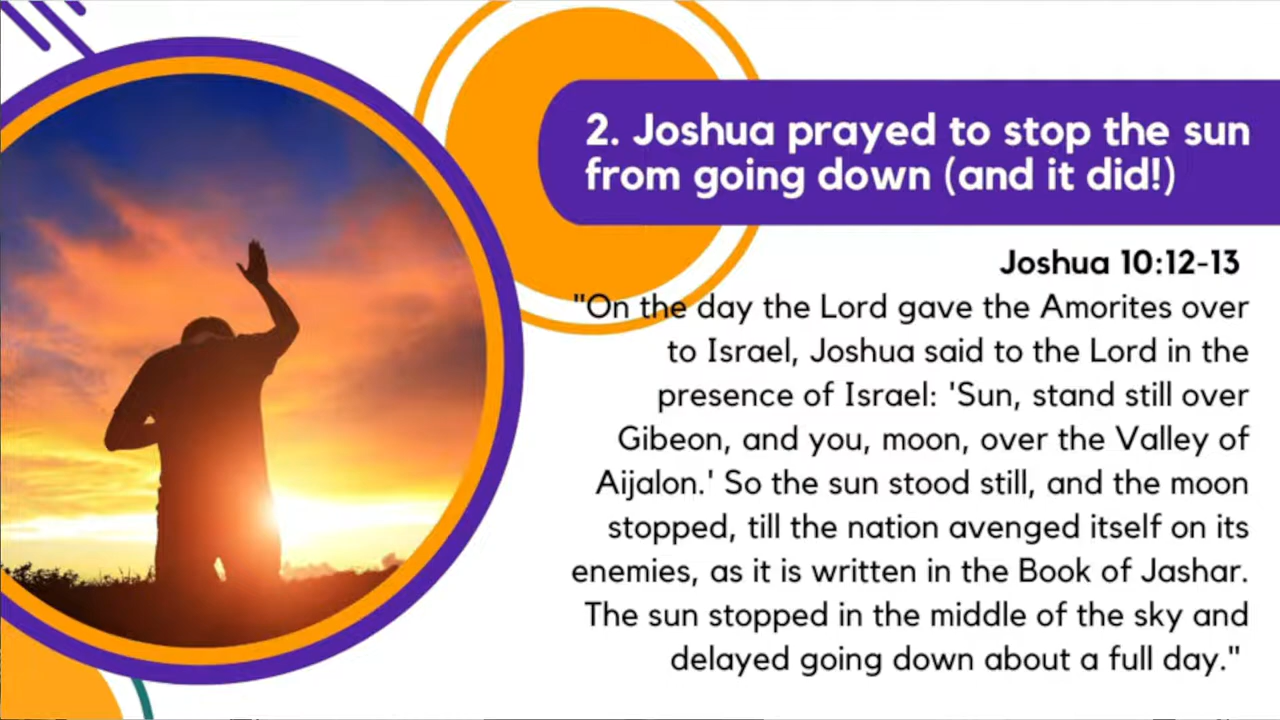 2. Joshua prayed to stop the sun
from going down (and it did!)
Joshua 10:12-13
"On the day the Lord gave the Amorites over
to Israel, Joshua said to the Lord in the
presence of Israel: 'Sun, stand still over
Gibeon, and you, moon, over the Valley of
Aijalon.' So the sun stood still, and the moon
stopped, till the nation avenged itself on its
enemies, as it is written in the Book of Jashar.
The sun stopped in the middle of the sky and
delayed going down about a full day."